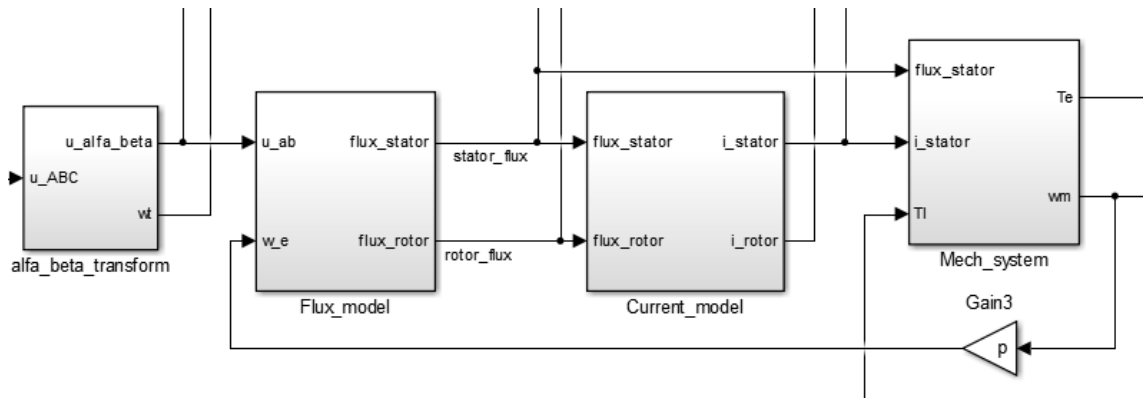 u_ABC
u_alfa_beta
wt
alfa_beta_transform
u_ab
w_e
flux_stator
flux_rotor
Flux_model
stator_flux
rotor_flux
flux_stator
flux_rotor
i_stator
i_rotor
Current_model
flux_stator
i_stator
Tl
Te
wm
Mech_system
Gain3
p